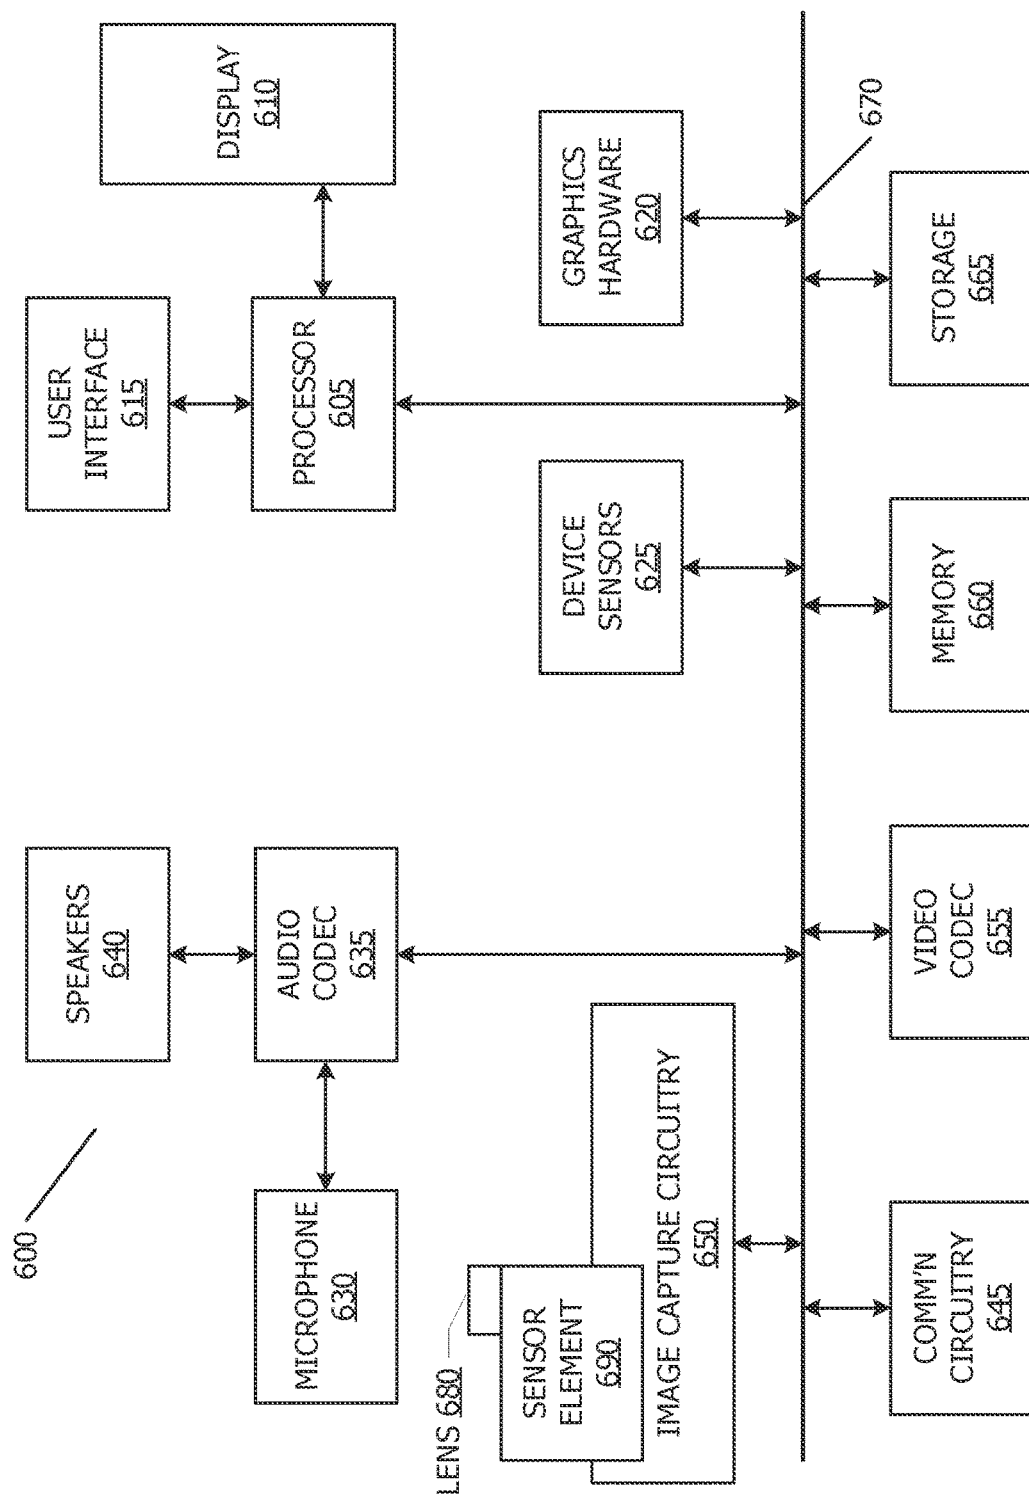 600
SPEAKERS
640
USER
INTERFACE
615
MICROPHONE
630
AUDIO
CODEC
635
PROCESSOR
605
DISPLAY
610
LENS 680
SENSOR
ELEMENT
690
IMAGE CAPTURE CIRCUITRY
650
DEVICE
SENSORS
625
GRAPHICS
HARDWARE
620
670
COMM'N
CIRCUITRY
645
VIDEO
CODEC
655
MEMORY
660
STORAGE
665